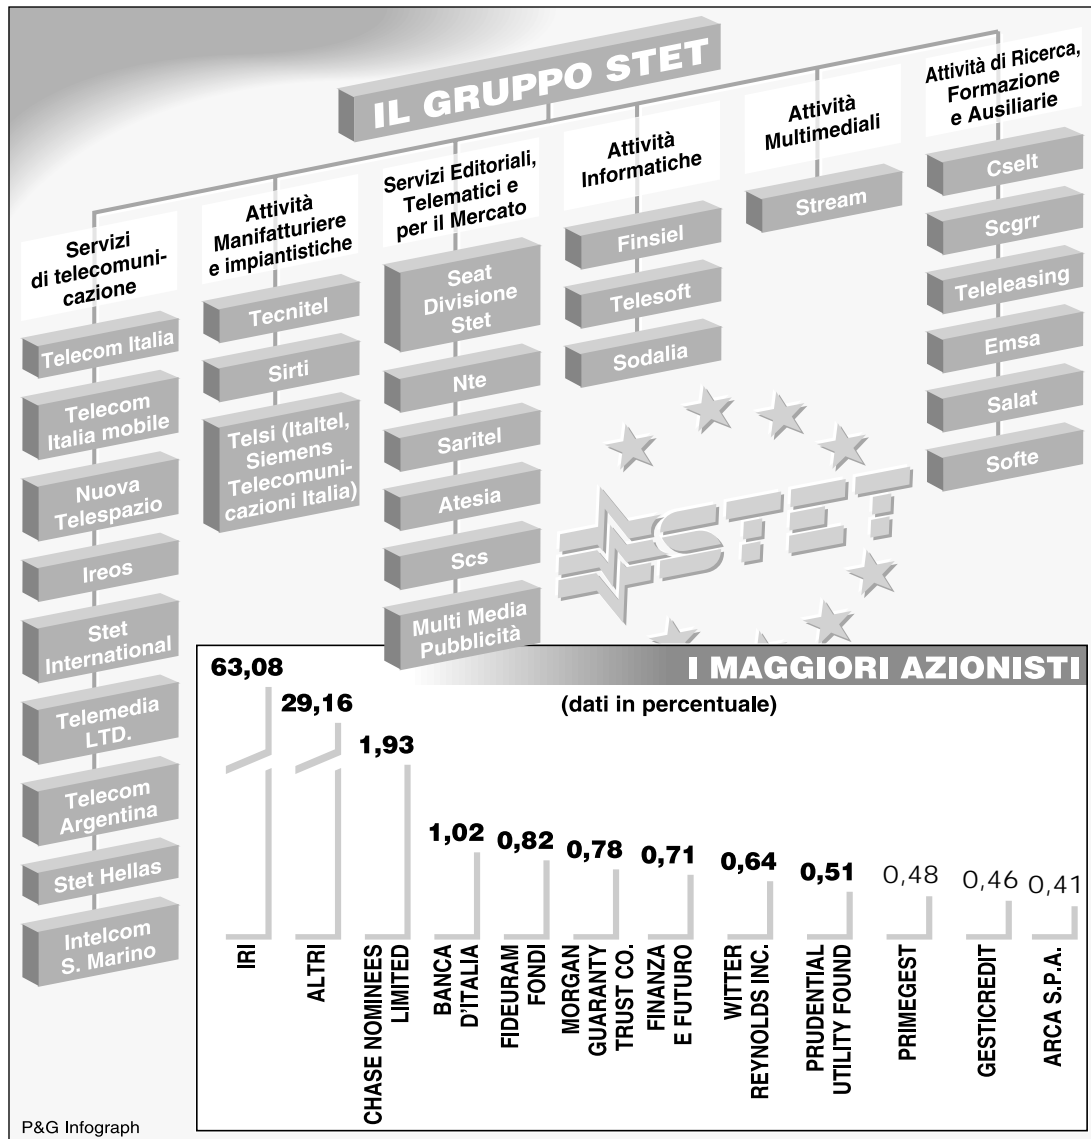 IL GRUPPO STET
Servizi
di telecomuni-
cazione
Telecom Italia
Telecom
Italia mobile
Nuova
Telespazio
Ireos
Stet
International
Telemedia
LTD.
Telecom
Argentina
Stet Hellas
Intelcom
S. Marino
Attività
Manifatturiere
e impiantistiche
Tecnitel
Sirti
Telsi (Italtel,
Siemens
Telecomuni-
cazioni Italia)
Servizi Editoriali,
Telematici e
per il Mercato
Seat
Divisione
Stet
Nte
Saritel
Atesia
Scs
Multi Media
Pubblicità
Attività
Informatiche
Finsiel
Telesoft
Sodalia
Attività
Multimediali
Stream
Attività di Ricerca,
Formazione
e Ausiliarie
Cselt
Scgrr
Teleleasing
Emsa
Salat
Softe
STET
I MAGGIORI AZIONISTI
(dati in percentuale)
63,08
IRI
29,16
ALTRI
1,93
CHASE NOMINEES
LIMITED
1,02
BANCA
D'ITALIA
0,82
FIDEURAM
FONDI
0,78
MORGAN
GUARANTY
TRUST CO.
0,71
FINANZA
E FUTURO
0,64
WITTER
REYNOLDS INC.
0,51
PRUDENTIAL
UTILITY FOUND
0,48
PRIMEGEST
0,46
GESTICREDIT
0,41
ARCA S.P.A.
P&G Infograph